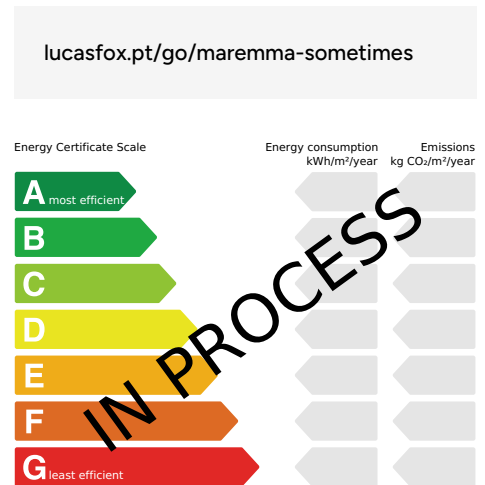 lucasfox.pt/go/maremma-sometimes
Energy Certificate Scale
Energy consumption
kWh/m²/year
Emissions
kg CO₂/m²/year
A most efficient
B
C
D
E
F
G least efficient
IN PROCESS